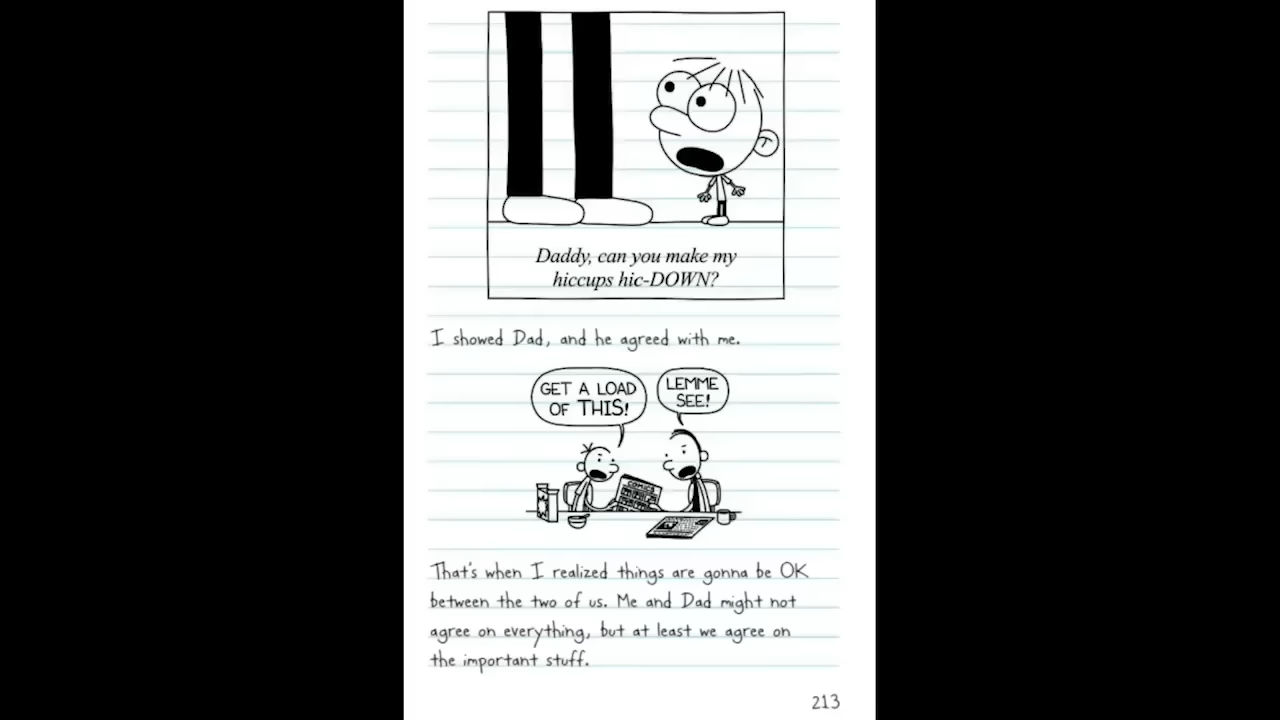 Daddy, can you make my
hiccups hic-DOWN?
I showed Dad, and he agreed with me.
GET A LOAD
OF THIS!
LEMME
SEE!
COMICS
That's when I realized things are gonna be OK
between the two of us. Me and Dad might not
agree on everything, but at least we agree on
the important stuff.
213